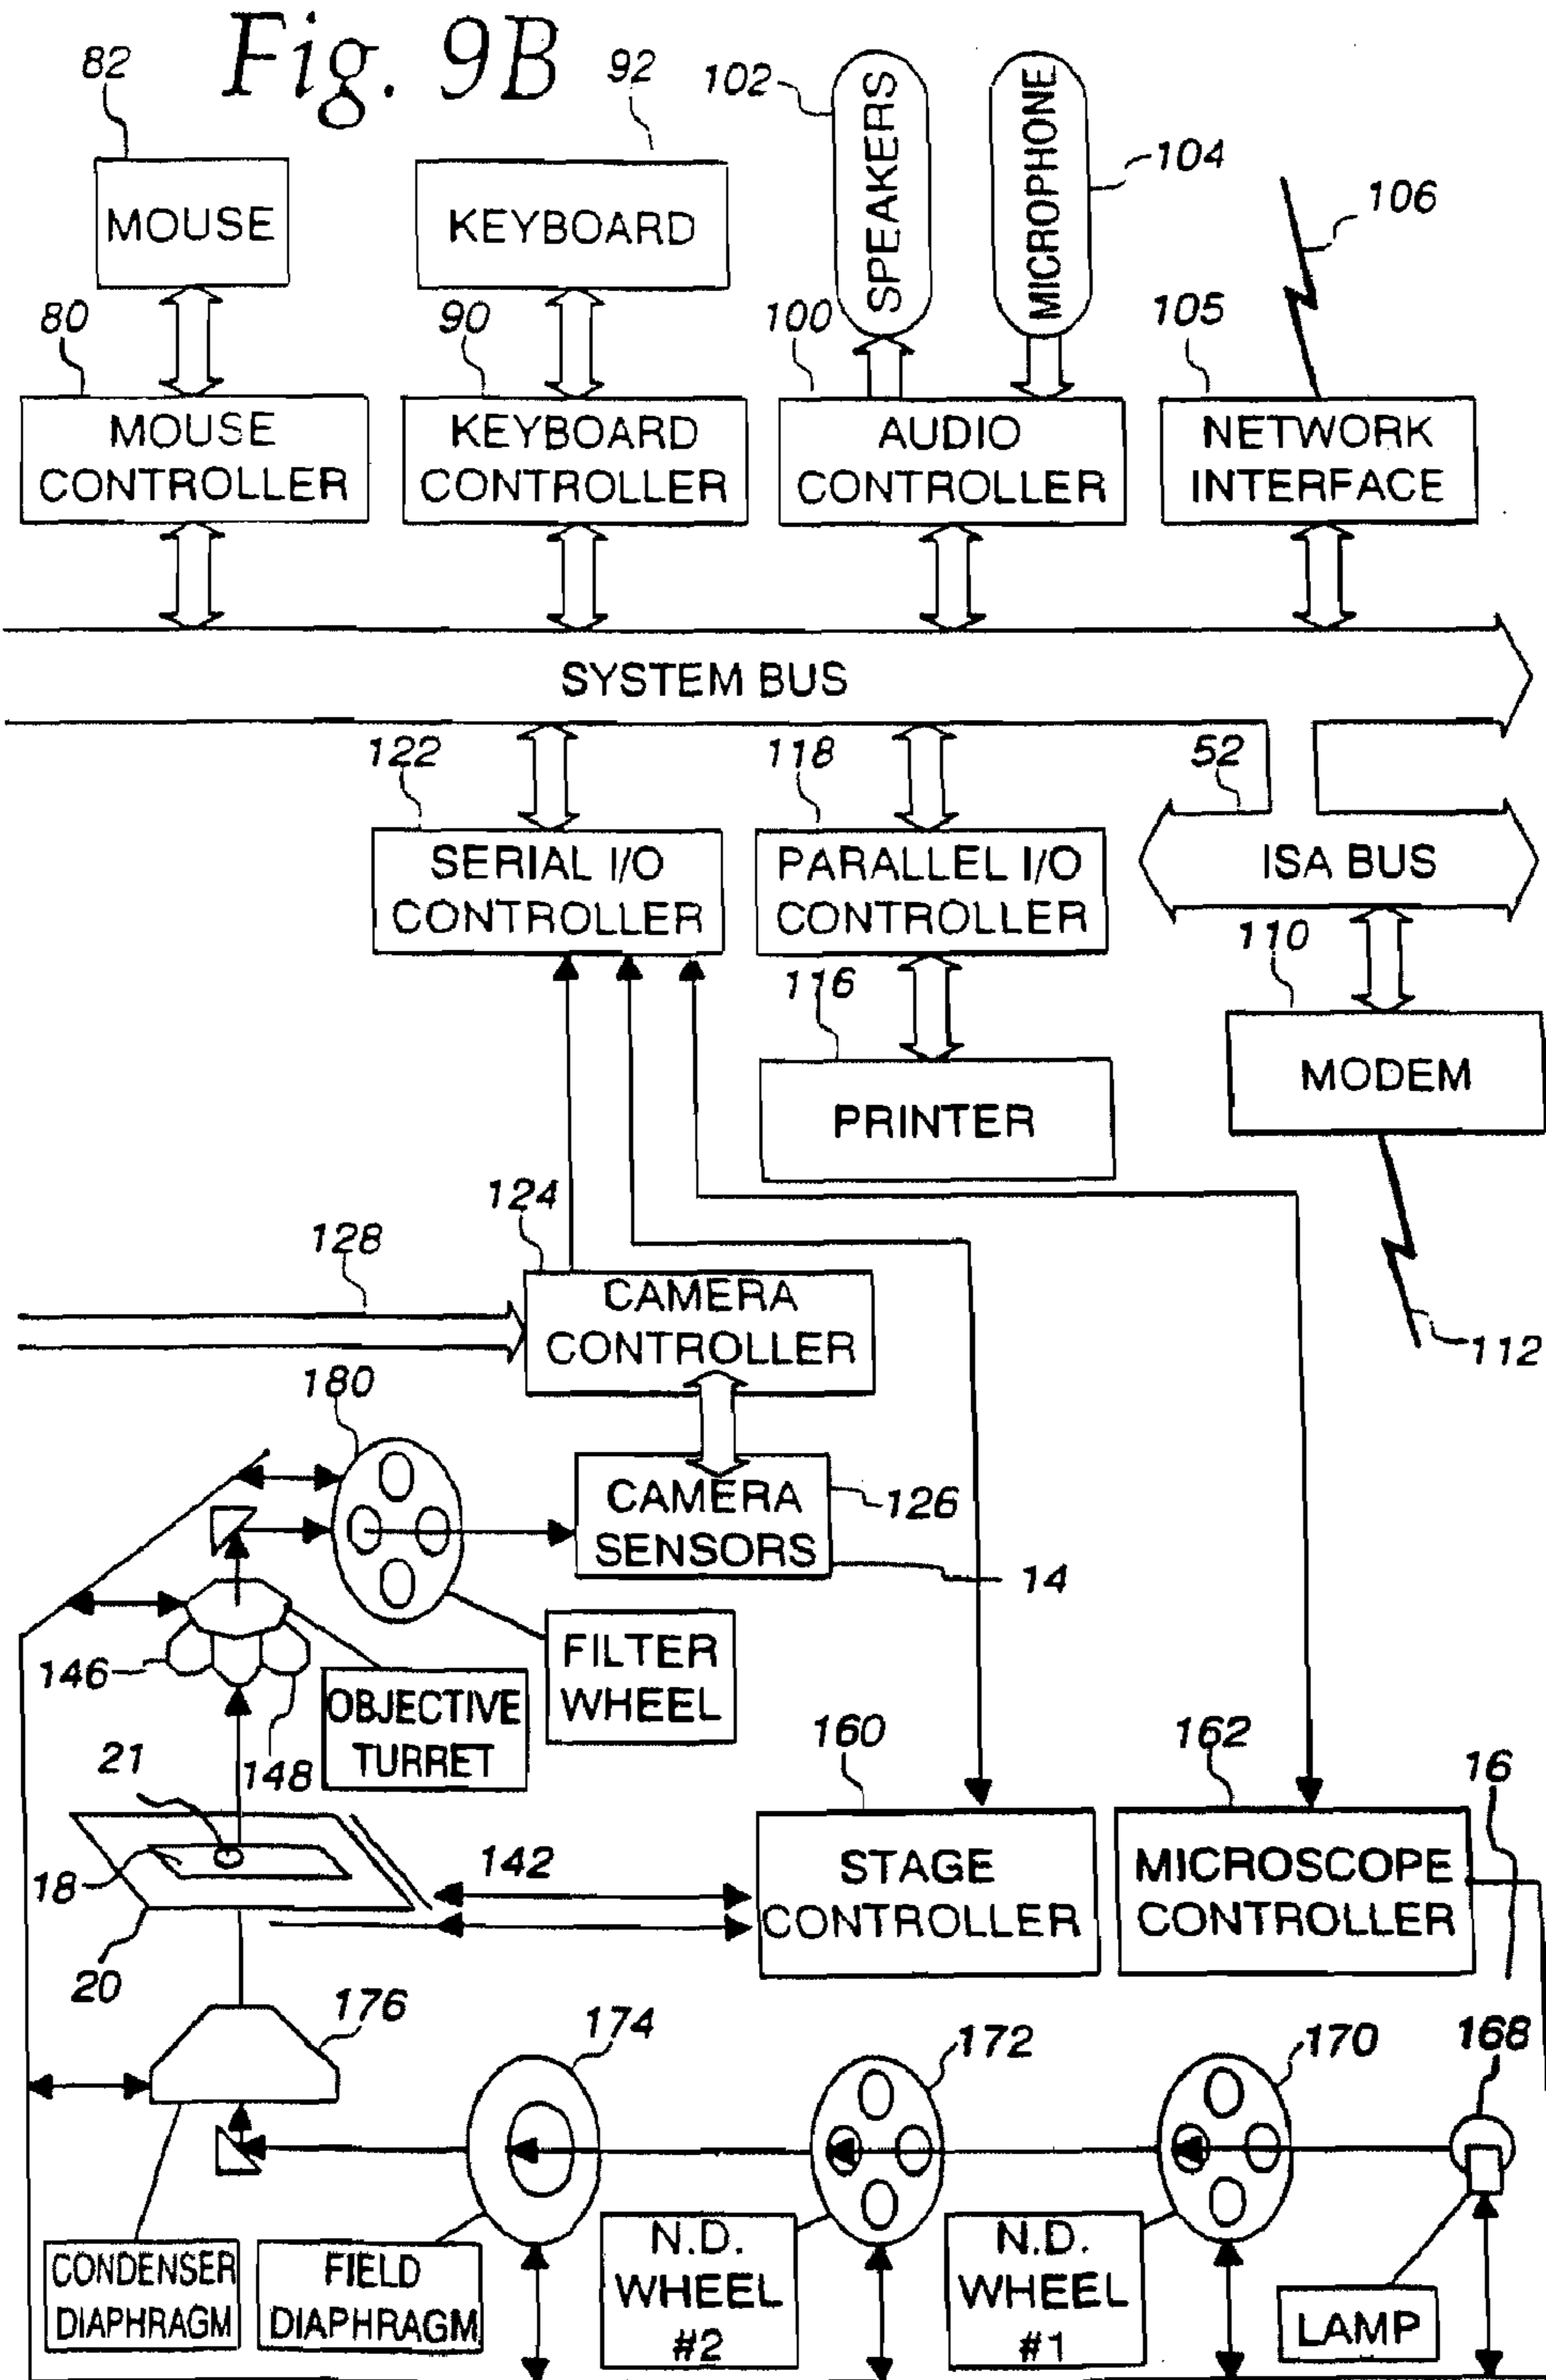 Fig. 9B
82
92
102
SPEAKERS
MICROPHONE
104
106
MOUSE
KEYBOARD
80
90
100
105
MOUSE
CONTROLLER
KEYBOARD
CONTROLLER
AUDIO
CONTROLLER
NETWORK
INTERFACE
SYSTEM BUS
122
118
52
SERIAL I/O
CONTROLLER
PARALLEL I/O
CONTROLLER
ISA BUS
110
116
MODEM
PRINTER
124
128
CAMERA
CONTROLLER
112
180
CAMERA
SENSORS
126
14
FILTER
WHEEL
146
OBJECTIVE
TURRET
148
21
160
162
16
18
142
STAGE
CONTROLLER
MICROSCOPE
CONTROLLER
20
176
174
172
170
168
CONDENSER
DIAPHRAGM
FIELD
DIAPHRAGM
N.D.
WHEEL
#2
N.D.
WHEEL
#1
LAMP